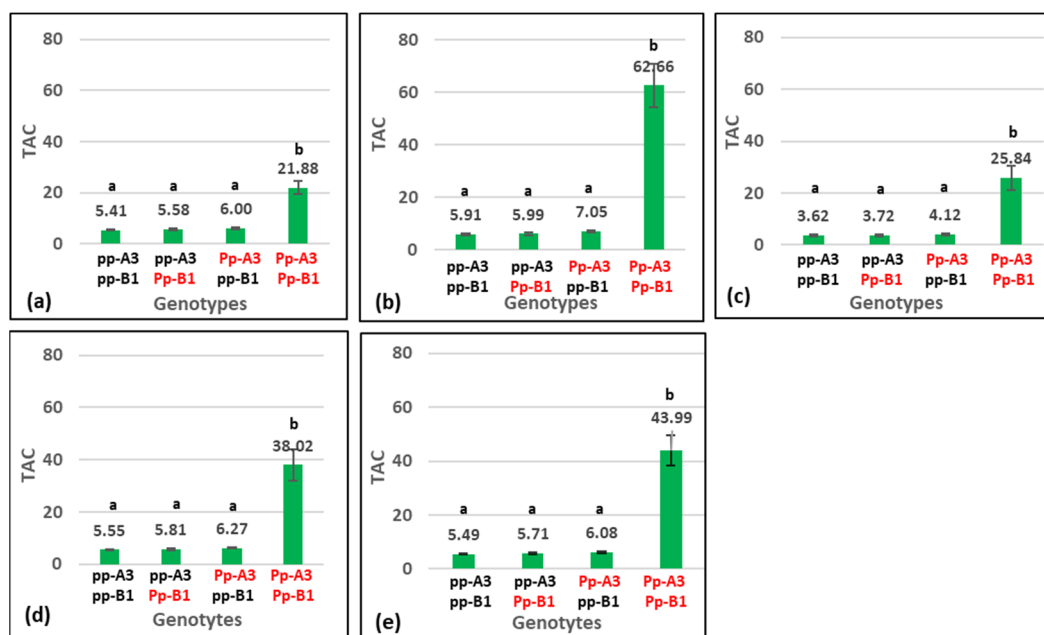 80
60
40
20
0
TAC
a a a b
5.41 5.58 6.00 21.88
pp-A3 pp-A3 Pp-A3 Pp-A3
pp-B1 Pp-B1 pp-B1 Pp-B1
(a) Genotypes
80
60
40
20
0
TAC
a a a b
5.91 5.99 7.05 62.66
pp-A3 pp-A3 Pp-A3 Pp-A3
pp-B1 Pp-B1 pp-B1 Pp-B1
(b) Genotypes
80
60
40
20
0
TAC
a a a b
3.62 3.72 4.12 25.84
pp-A3 pp-A3 Pp-A3 Pp-A3
pp-B1 Pp-B1 pp-B1 Pp-B1
(c) Genotypes
80
60
40
20
0
TAC
a a a b
5.55 5.81 6.27 38.02
pp-A3 pp-A3 Pp-A3 Pp-A3
pp-B1 Pp-B1 pp-B1 Pp-B1
(d) Genotytes
80
60
40
20
0
TAC
a a a b
5.49 5.71 6.08 43.99
pp-A3 pp-A3 Pp-A3 Pp-A3
pp-B1 Pp-B1 pp-B1 Pp-B1
(e) Genotypes